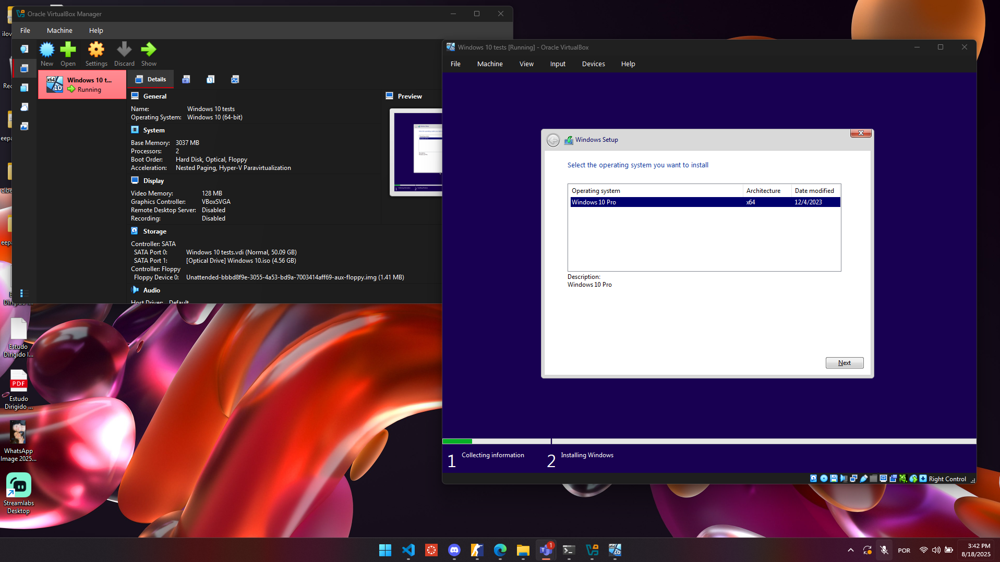 Oracle VirtualBox Manager
File
Machine
Help
New
Open
Settings
Discard
Show
Windows 10 t...
Running
Details
General
Name: Windows 10 tests
Operating System: Windows 10 (64-bit)
System
Base Memory: 3037 MB
Processors: 2
Boot Order: Hard Disk, Optical, Floppy
Acceleration: Nested Paging, Hyper-V Paravirtualization
Display
Video Memory: 128 MB
Graphics Controller: VBoxSVGA
Remote Desktop Server: Disabled
Recording: Disabled
Storage
Controller: SATA
SATA Port 0: Windows 10 tests.vdi (Normal, 50.09 GB)
SATA Port 1: [Optical Drive] Windows 10.iso (4.56 GB)
Controller: Floppy
Floppy Device 0: Unattended-bbbd8f9e-3055-4a53-bd9a-7003414aff69-aux-floppy.img (1.41 MB)
Audio
Host Driver: Default
Preview
Windows 10 tests [Running] - Oracle VirtualBox
File
Machine
View
Input
Devices
Help
Windows Setup
Select the operating system you want to install
Operating system Architecture Date modified
Windows 10 Pro x64 12/4/2023
Description:
Windows 10 Pro
Next
1 Collecting information
2 Installing Windows
Right Control
Dirigido I...
Estudo
Dirigido I...
PDF
Estudo
Dirigido ...
WhatsApp
Image 2025...
Streamlabs
Desktop
1
POR
3:42 PM
8/18/2025